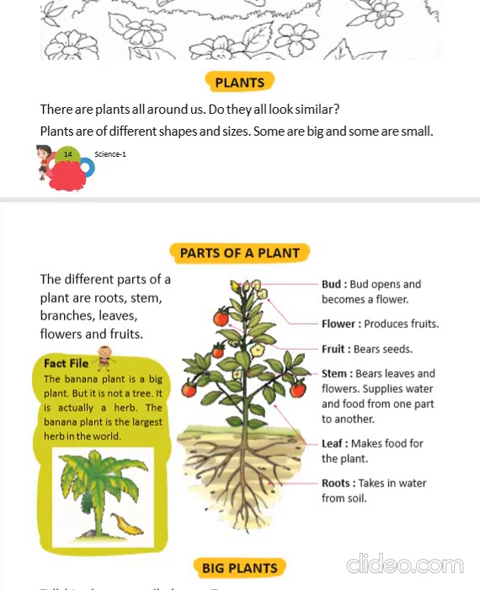 PLANTS
There are plants all around us. Do they all look similar?
Plants are of different shapes and sizes. Some are big and some are small.
14
Science-1
PARTS OF A PLANT
The different parts of a
plant are roots, stem,
branches, leaves,
flowers and fruits.
Fact File
The banana plant is a big
plant. But it is not a tree. It
is actually a herb. The
banana plant is the largest
herb in the world.
Bud : Bud opens and
becomes a flower.
Flower : Produces fruits.
Fruit : Bears seeds.
Stem : Bears leaves and
flowers. Supplies water
and food from one part
to another.
Leaf : Makes food for
the plant.
Roots : Takes in water
from soil.
BIG PLANTS
clideo.com